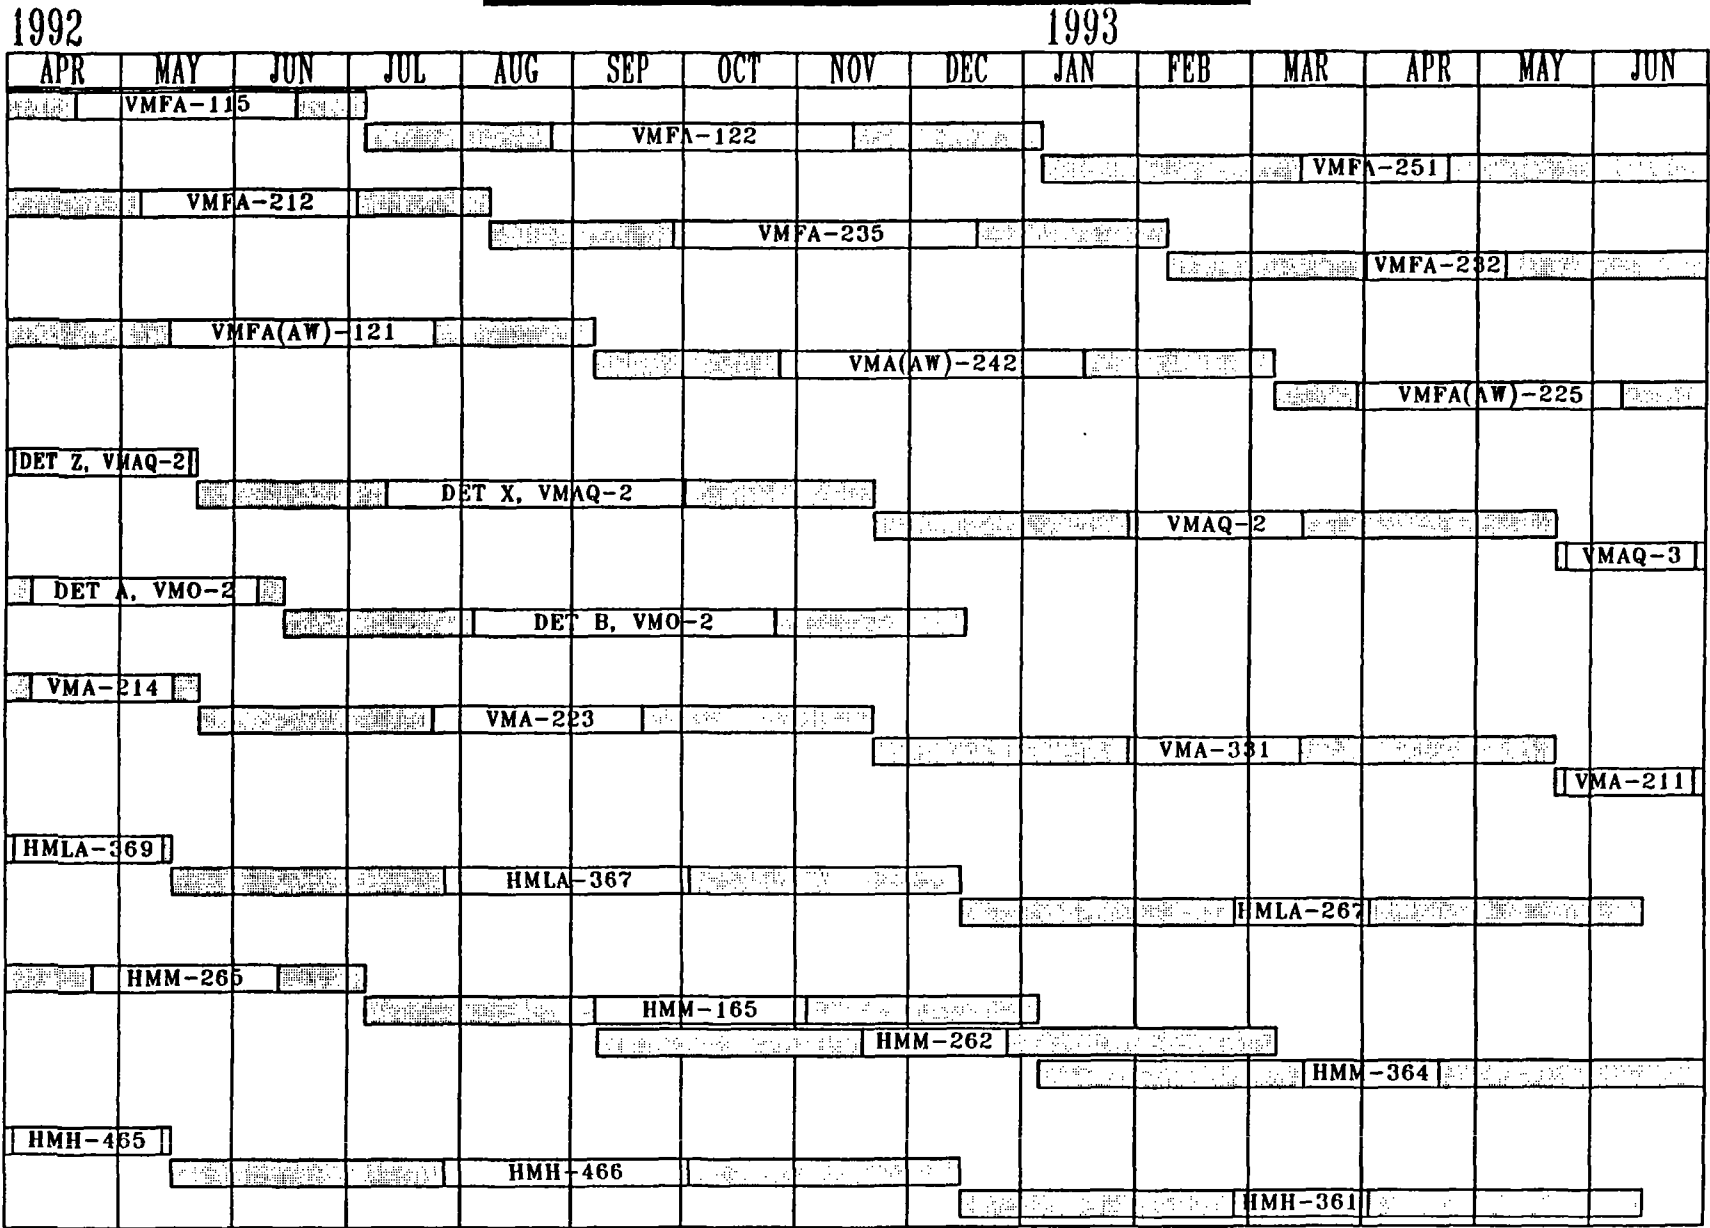 1992 1993
APR MAY JUN JUL AUG SEP OCT NOV DEC JAN FEB MAR APR MAY JUN
VMFA-115
VMFA-122
VMFA-251
VMFA-212
VMFA-235
VMFA-232
VMFA(AW)-121
VMA(AW)-242
VMFA(AW)-225
DET Z, VMAQ-2
DET X, VMAQ-2
VMAQ-2
VMAQ-3
DET A, VMO-2
DET B, VMO-2
VMA-214
VMA-223
VMA-331
VMA-211
HMLA-369
HMLA-367
HMLA-267
HMM-265
HMM-165
HMM-262
HMM-364
HMH-465
HMH-466
HMH-361